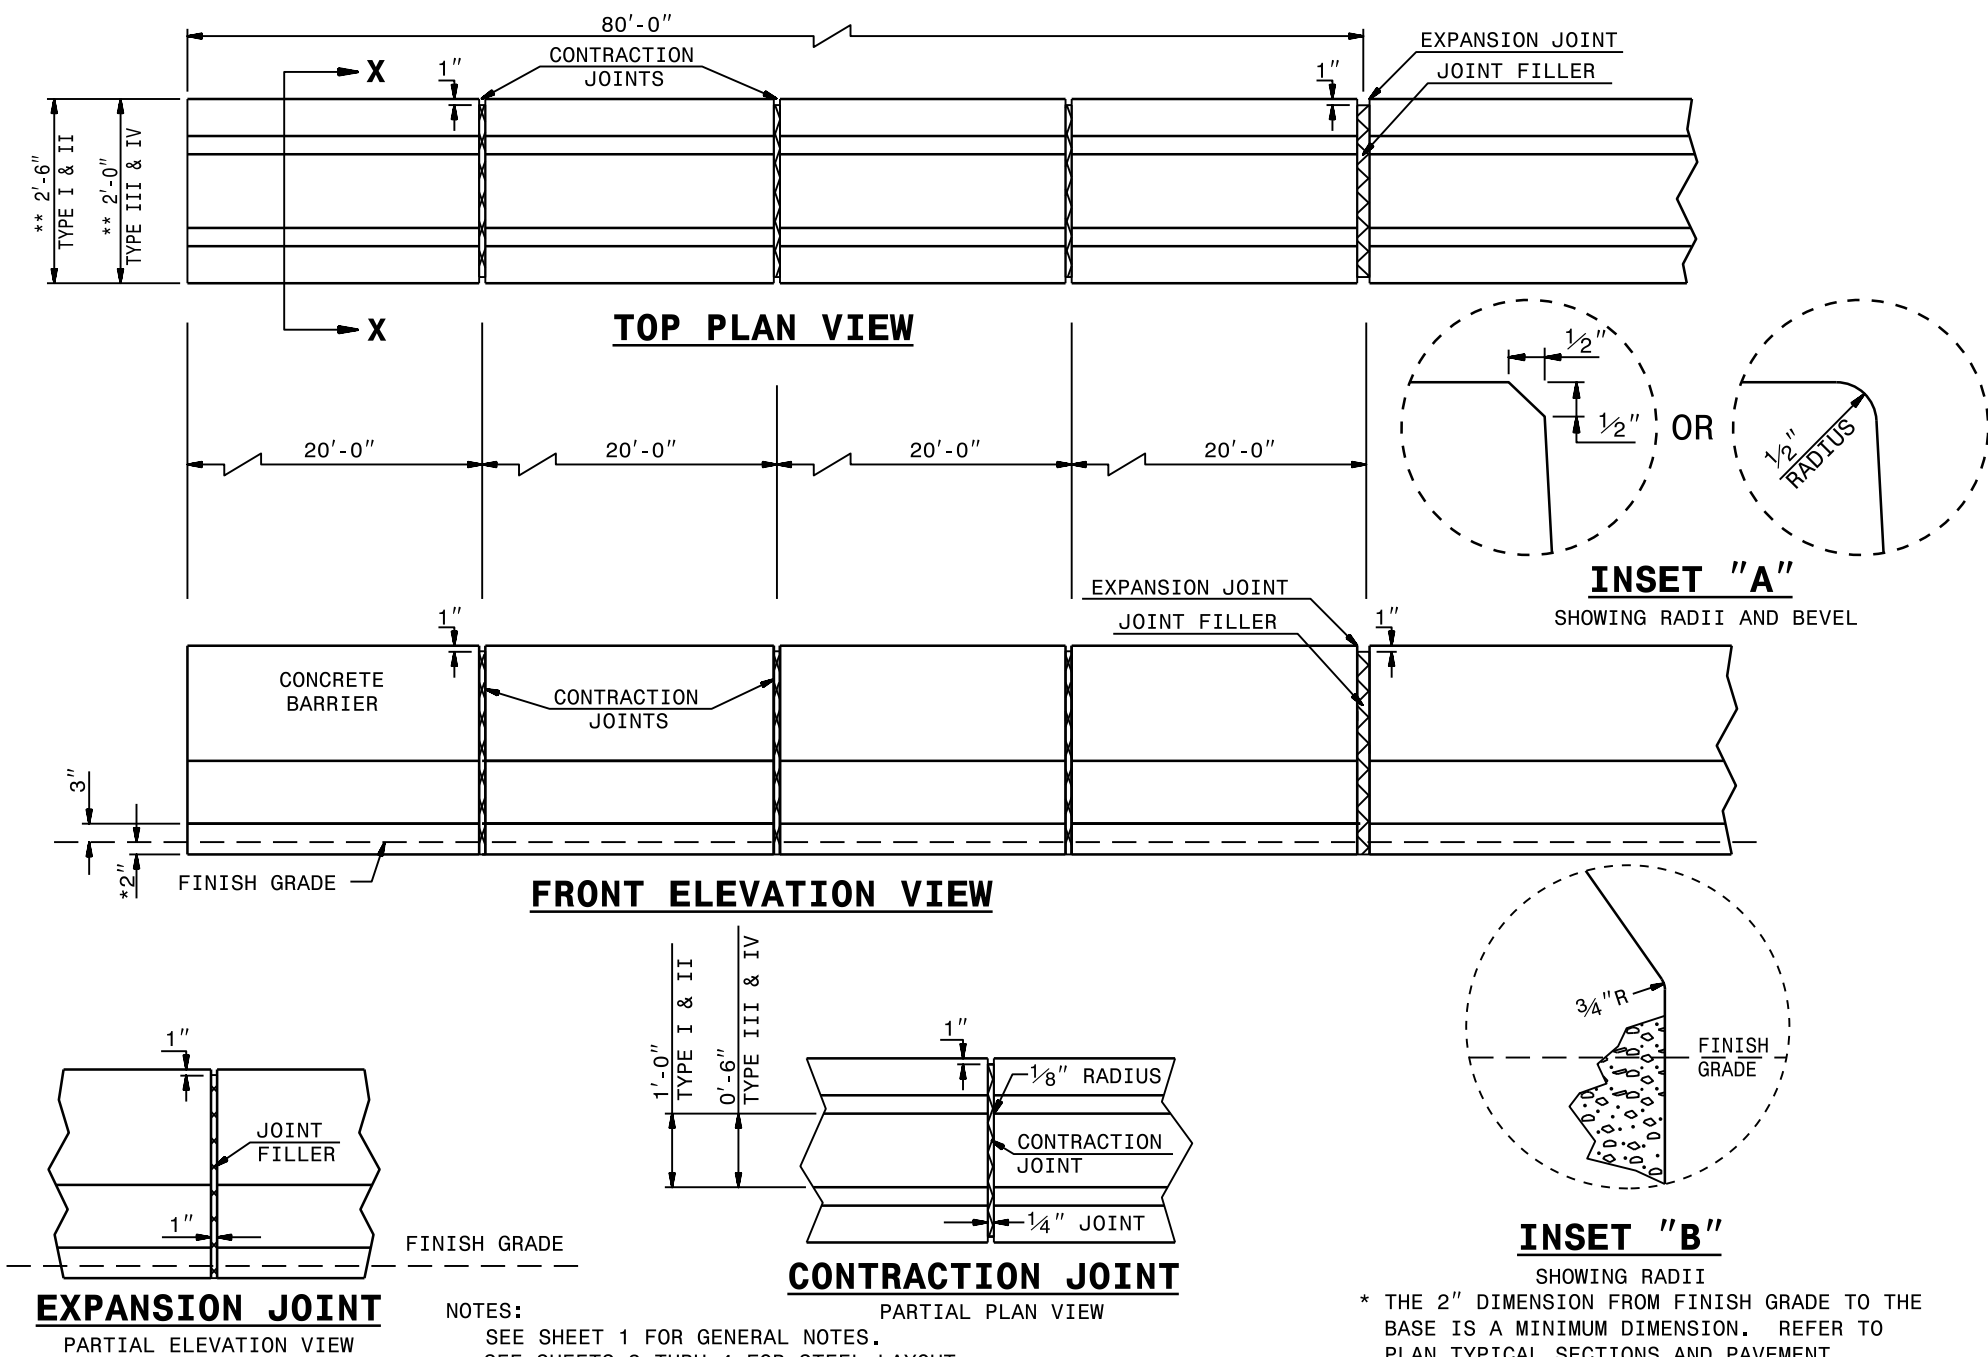 80'-0"
CONTRACTION
JOINTS
1"
1"
EXPANSION JOINT
JOINT FILLER
X
** 2'-6"
TYPE I & II
** 2'-0"
TYPE III & IV
X
TOP PLAN VIEW
20'-0"
20'-0"
20'-0"
20'-0"
1/2"
1/2"
OR
1/2"
RADIUS
INSET "A"
SHOWING RADII AND BEVEL
EXPANSION JOINT
JOINT FILLER
1"
1"
CONCRETE
BARRIER
CONTRACTION
JOINTS
3"
*2"
FINISH GRADE
FRONT ELEVATION VIEW
3/4"R
FINISH
GRADE
INSET "B"
SHOWING RADII
1"
JOINT
FILLER
1"
FINISH GRADE
EXPANSION JOINT
PARTIAL ELEVATION VIEW
1'-0"
TYPE I & II
0'-6"
TYPE III & IV
1"
1/8" RADIUS
CONTRACTION
JOINT
1/4" JOINT
CONTRACTION JOINT
PARTIAL PLAN VIEW
NOTES:
SEE SHEET 1 FOR GENERAL NOTES.
* THE 2" DIMENSION FROM FINISH GRADE TO THE
BASE IS A MINIMUM DIMENSION. REFER TO
PLAN TYPICAL SECTIONS AND PAVEMENT